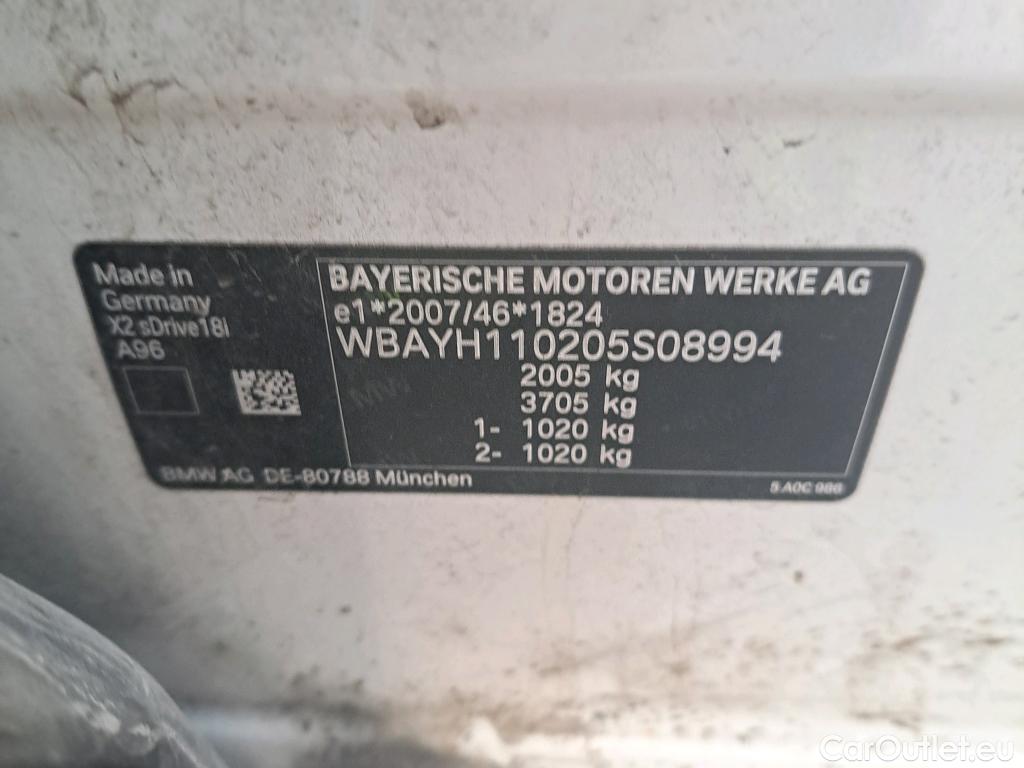 Made in
Germany
X2 sDrive18i
A96
BAYERISCHE MOTOREN WERKE AG
e1*2007/46*1824
WBAYH110205S08994
2005 kg
3705 kg
1- 1020 kg
2- 1020 kg
BMW AG DE-80788 München
5 A0C 986
CarOutlet.eu